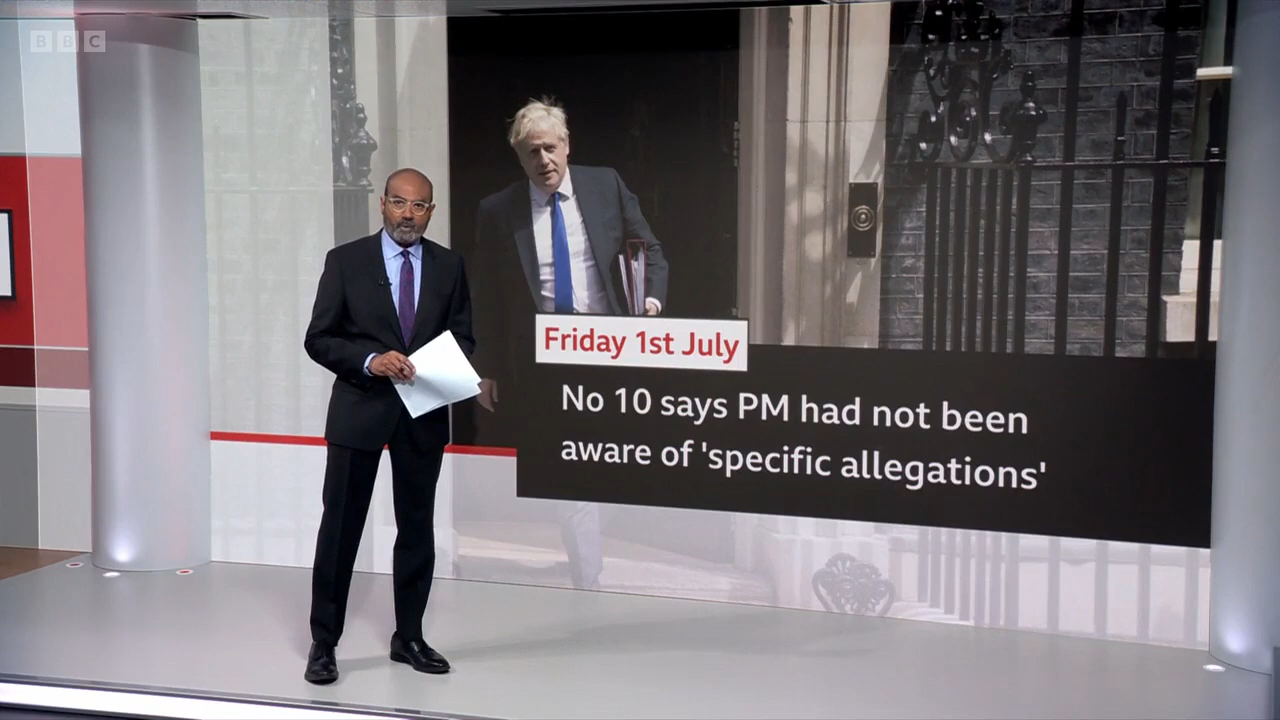 BBC
Friday 1st July
No 10 says PM had not been
aware of 'specific allegations'